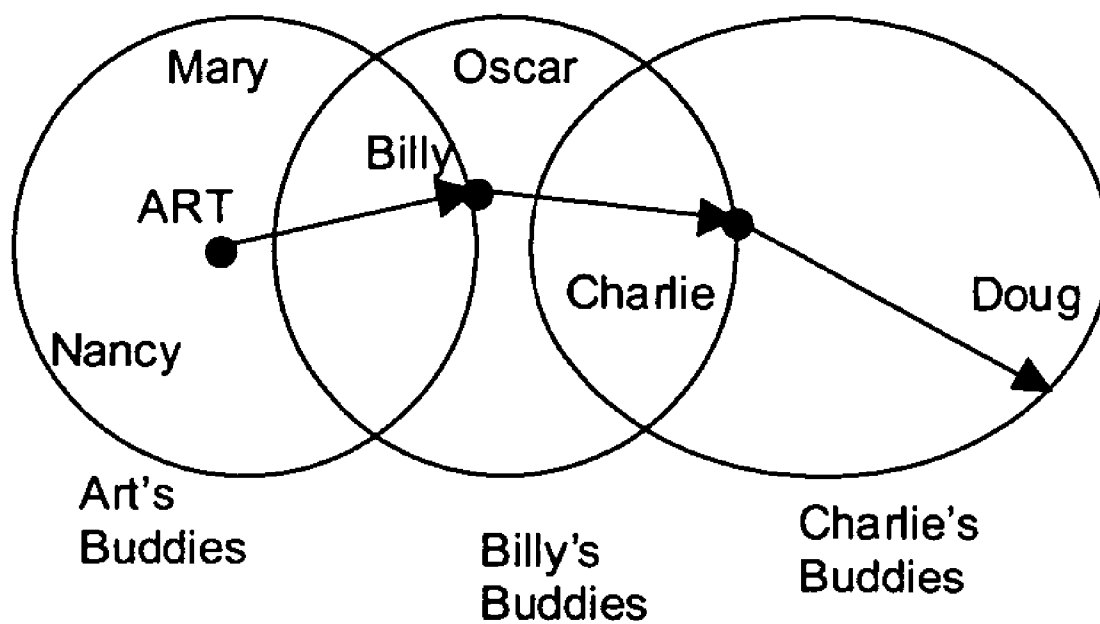 Mary
Oscar
Billy
ART
Charlie
Doug
Nancy
Art's
Buddies
Billy's
Buddies
Charlie's
Buddies